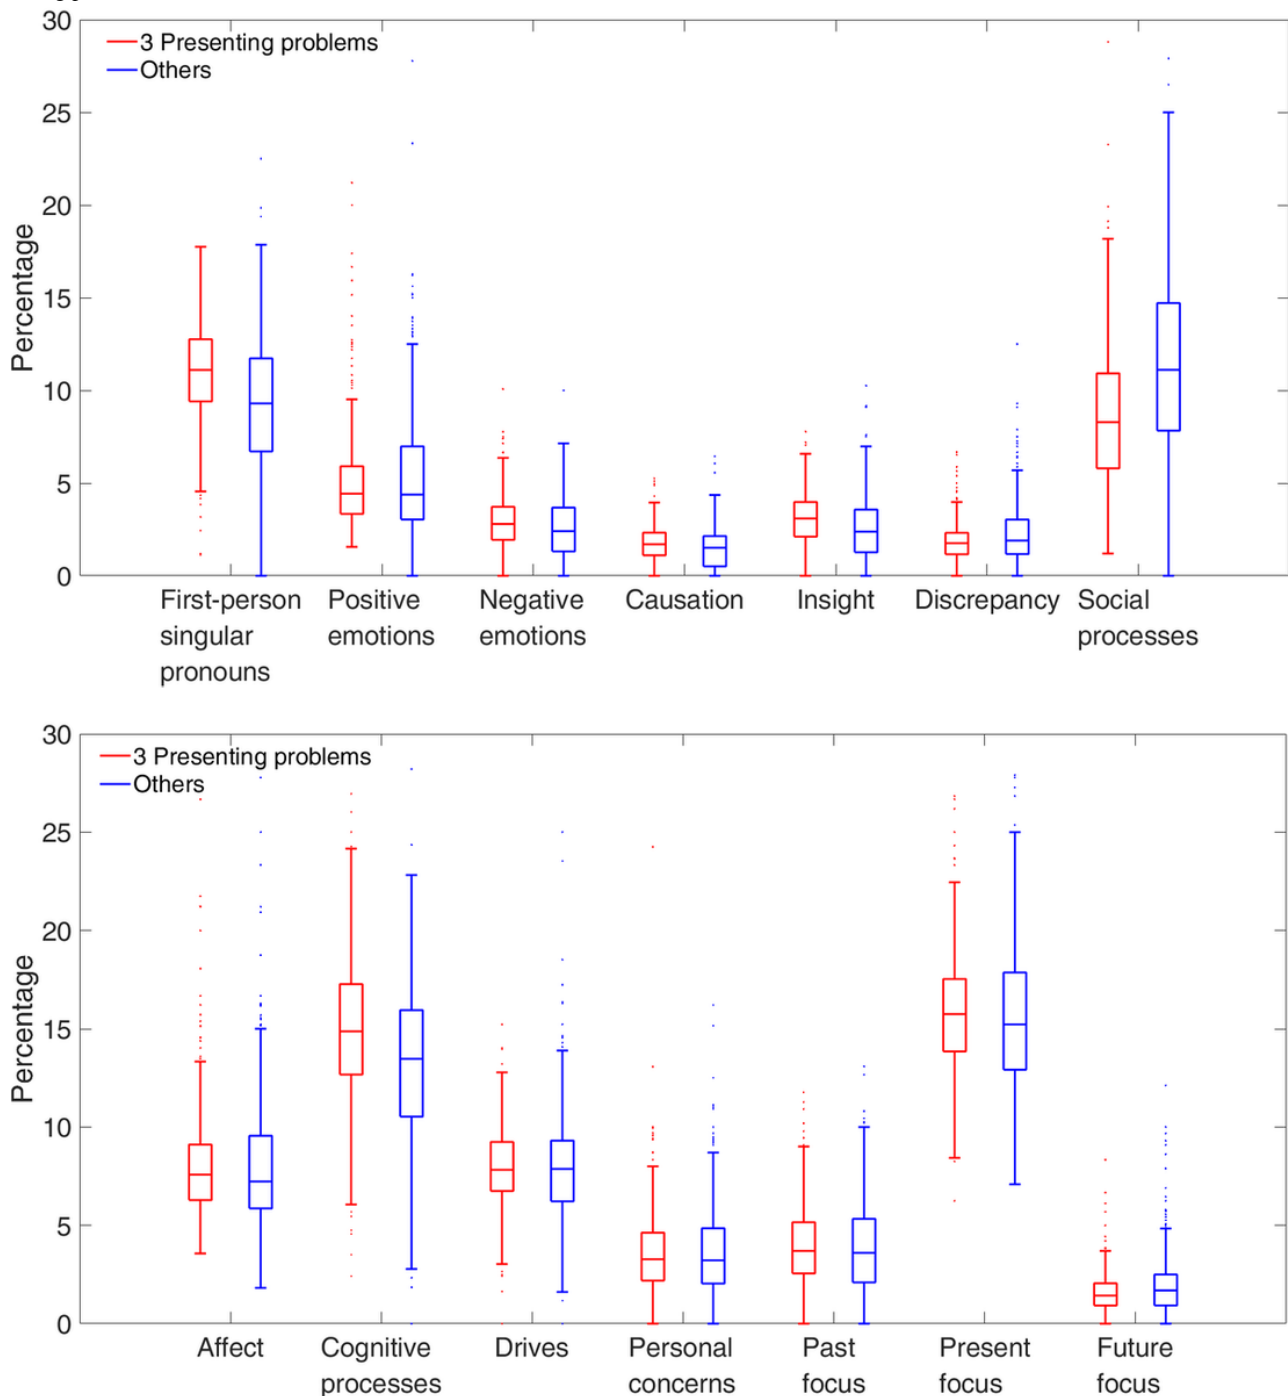 30
3 Presenting problems
Others
25
20
15
10
5
0
Percentage
First-person singular pronouns
Positive emotions
Negative emotions
Causation
Insight
Discrepancy
Social processes
30
3 Presenting problems
Others
25
20
15
10
5
0
Percentage
Affect
Cognitive processes
Drives
Personal concerns
Past focus
Present focus
Future focus